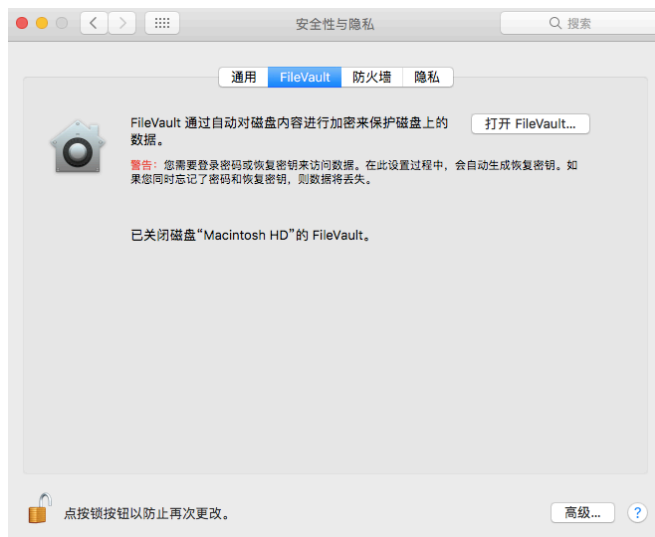 安全性与隐私
搜索
通用 FileVault 防火墙 隐私
FileVault 通过自动对磁盘内容进行加密来保护磁盘上的
数据。
打开 FileVault...
警告：您需要登录密码或恢复密钥来访问数据。在此设置过程中，会自动生成恢复密钥。如
果您同时忘记了密码和恢复密钥，则数据将丢失。
已关闭磁盘“Macintosh HD”的 FileVault。
点按锁按钮以防止再次更改。
高级...
?